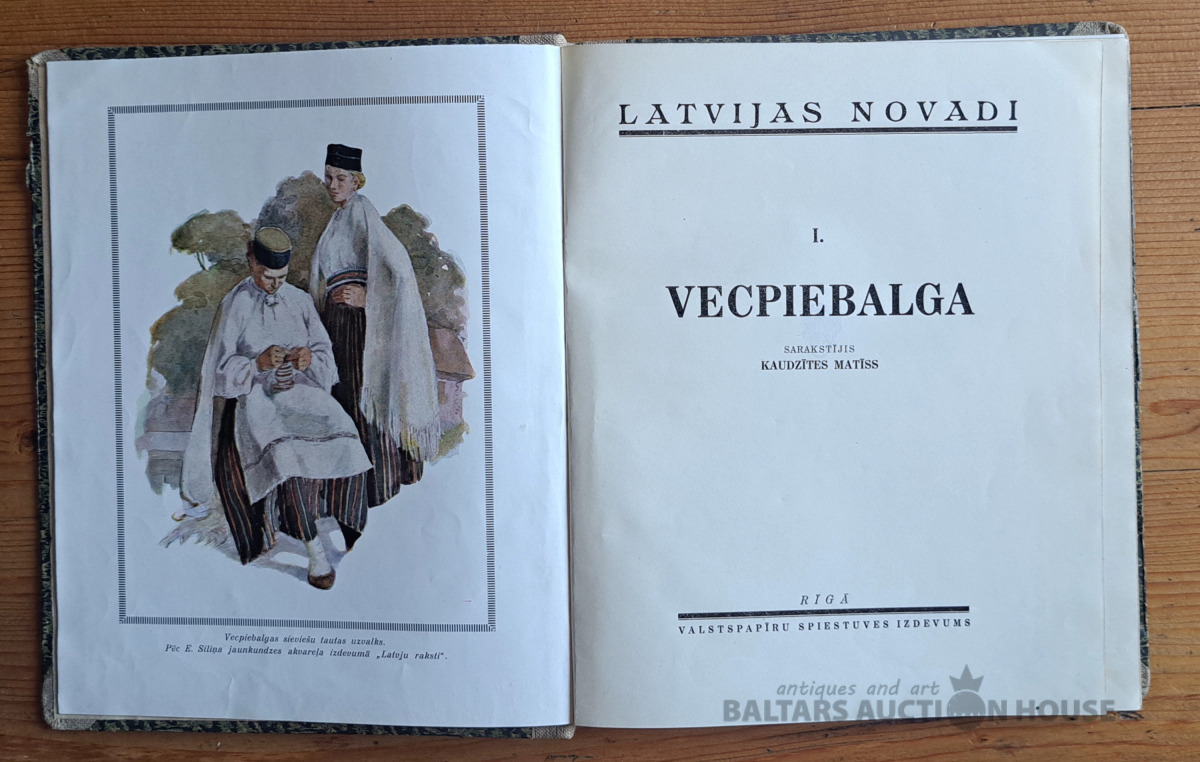 Vecpiebalgas sieviešu tautas uzvalks.
Pēc E. Siliņa jaunkundzes akvareļa izdevumā „Latvju raksti“.
LATVIJAS NOVADI
I.
VECPIEBALGA
SARAKSTĪJIS
KAUDZĪTES MATĪSS
RĪGĀ
VALSTSPAPĪRU SPIESTUVES IZDEVUMS
antiques and art
BALTARS AUCTION HOUSE